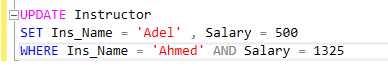 UPDATE Instructor
SET Ins_Name = 'Adel' , Salary = 500
WHERE Ins_Name = 'Ahmed' AND Salary = 1325